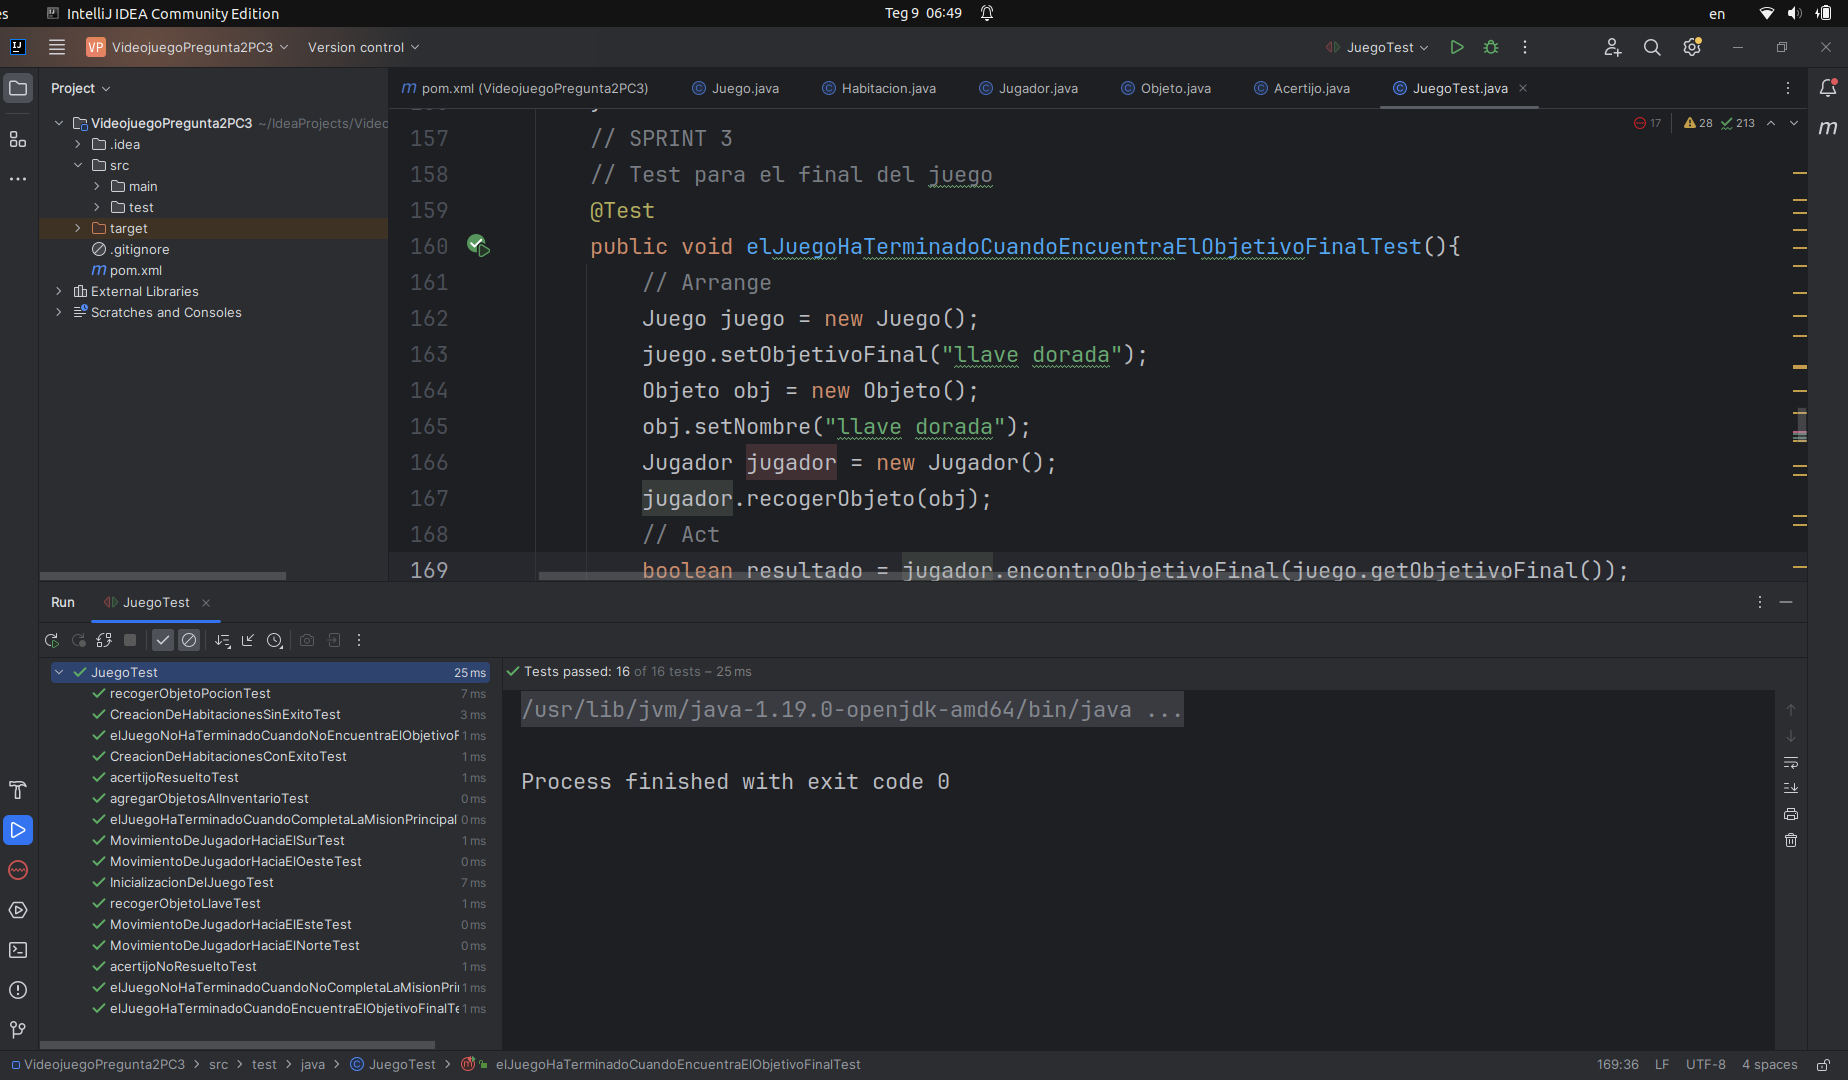 es IntelliJ IDEA Community Edition Teg 9 06:49 en
VP VideojuegoPregunta2PC3 Version control JuegoTest
Project
m pom.xml (VideojuegoPregunta2PC3) Juego.java Habitacion.java Jugador.java Objeto.java Acertijo.java JuegoTest.java
VideojuegoPregunta2PC3 ~/IdeaProjects/Videc
.idea
src
main
test
target
.gitignore
m pom.xml
External Libraries
Scratches and Consoles
17 28 213
157 // SPRINT 3
158 // Test para el final del juego
159 @Test
160 public void elJuegoHaTerminadoCuandoEncuentraElObjetivoFinalTest(){
161 // Arrange
162 Juego juego = new Juego();
163 juego.setObjetivoFinal("llave dorada");
164 Objeto obj = new Objeto();
165 obj.setNombre("llave dorada");
166 Jugador jugador = new Jugador();
167 jugador.recogerObjeto(obj);
168 // Act
169 boolean resultado = jugador.encontroObjetivoFinal(juego.getObjetivoFinal());
Run JuegoTest
JuegoTest 25 ms
recogerObjetoPocionTest 7 ms
CreacionDeHabitacionesSinExitoTest 3 ms
elJuegoNoHaTerminadoCuandoNoEncuentraElObjetivoF 1 ms
CreacionDeHabitacionesConExitoTest 1 ms
acertijoResueltoTest 1 ms
agregarObjetosAlInventarioTest 0 ms
elJuegoHaTerminadoCuandoCompletaLaMisionPrincipal 0 ms
MovimientoDeJugadorHaciaElSurTest 1 ms
MovimientoDeJugadorHaciaElOesteTest 0 ms
InicializacionDelJuegoTest 7 ms
recogerObjetoLlaveTest 1 ms
MovimientoDeJugadorHaciaElEsteTest 0 ms
MovimientoDeJugadorHaciaElNorteTest 0 ms
acertijoNoResueltoTest 1 ms
elJuegoNoHaTerminadoCuandoNoCompletaLaMisionPri 1 ms
elJuegoHaTerminadoCuandoEncuentraElObjetivoFinalTe 1 ms
Tests passed: 16 of 16 tests – 25 ms
/usr/lib/jvm/java-1.19.0-openjdk-amd64/bin/java ...
Process finished with exit code 0
VideojuegoPregunta2PC3 > src > test > java > JuegoTest > elJuegoHaTerminadoCuandoEncuentraElObjetivoFinalTest 169:36 LF UTF-8 4 spaces